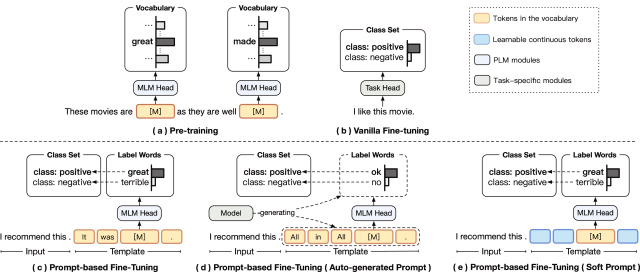 Vocabulary
...
great
...
MLM Head
These movies are [M] as they are well [M] .
Vocabulary
...
made
...
MLM Head
( a ) Pre-training
Class Set
class: positive
class: negative
Task Head
I like this movie.
( b ) Vanilla Fine-tuning
Tokens in the vocabulary
Learnable continuous tokens
PLM modules
Task-specific modules
Class Set
class: positive
class: negative
Label Words
great
terrible
MLM Head
I recommend this . It was [M] .
Input Template
( c ) Prompt-based Fine-Tuning
Class Set
class: positive
class: negative
Label Words
ok
no
Model
-generating
MLM Head
I recommend this . All in All [M] .
Input Template
( d ) Prompt-based Fine-Tuning ( Auto-generated Prompt )
Class Set
class: positive
class: negative
Label Words
great
terrible
MLM Head
I recommend this . [M]
Input Template
( e ) Prompt-based Fine-Tuning ( Soft Prompt )